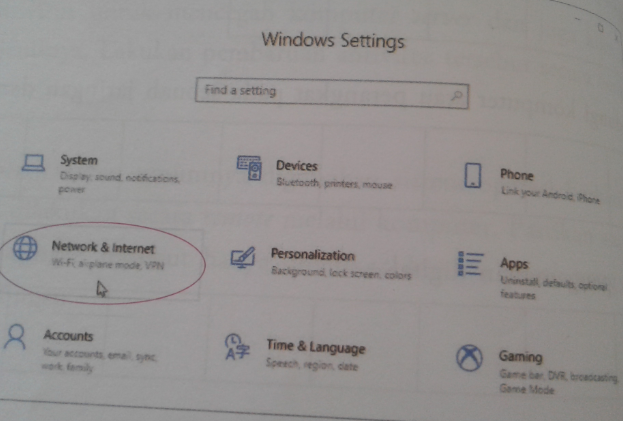 Windows Settings
Find a setting
System
Display, sound, notifications,
power
Devices
Bluetooth, printers, mouse
Phone
Link your Android, iPhone
Network & Internet
Wi-Fi, airplane mode, VPN
Personalization
Background, lock screen, colors
Apps
Uninstall, defaults, optional
features
Accounts
Your accounts, email, sync,
work, family
Time & Language
Speech, region, date
Gaming
Game bar, DVR, broadcasting
Game Mode